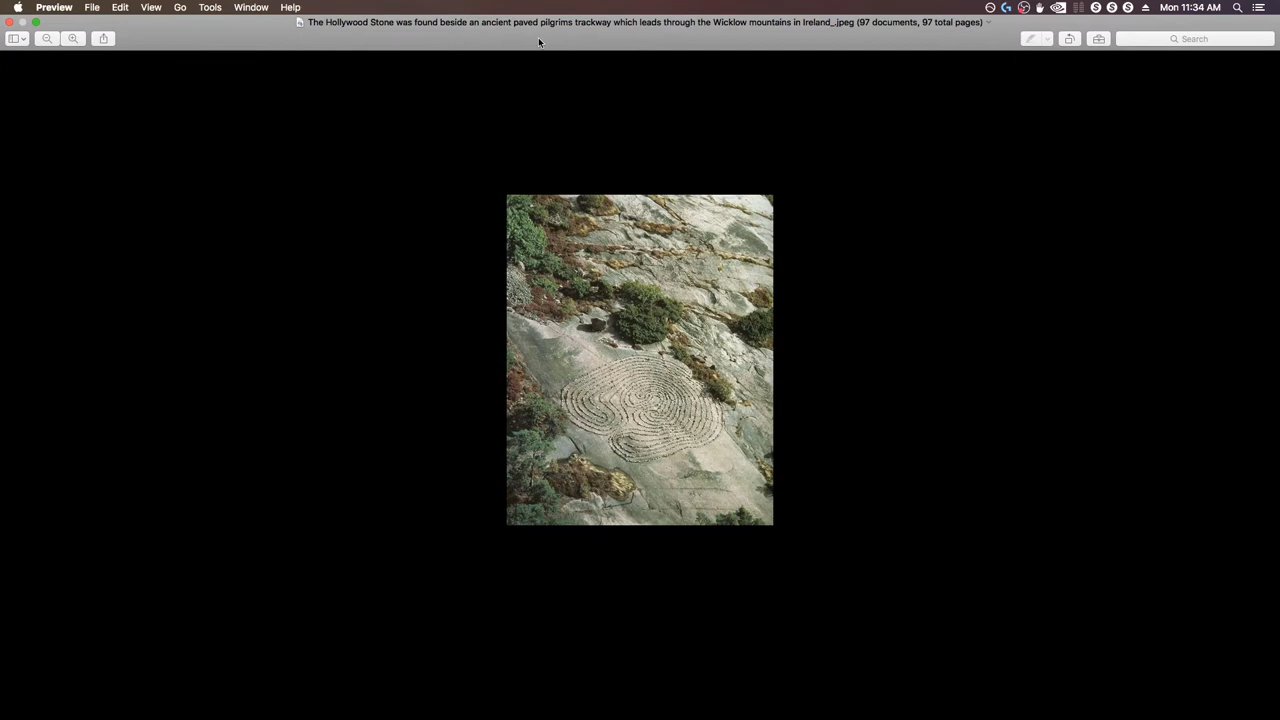 Preview File Edit View Go Tools Window Help Mon 11:34 AM
The Hollywood Stone was found beside an ancient paved pilgrims trackway which leads through the Wicklow mountains in Ireland_.jpeg (97 documents, 97 total pages)
Search